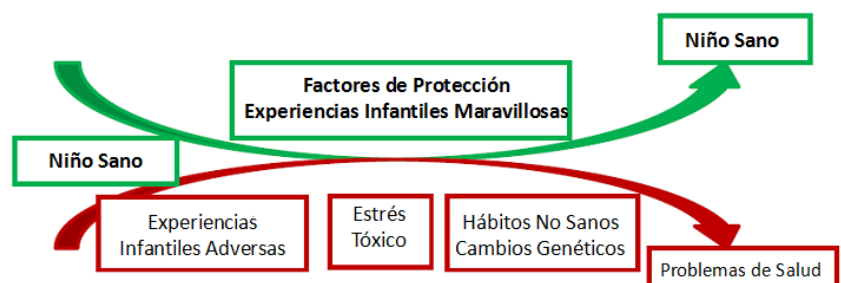 Niño Sano
Factores de Protección
Experiencias Infantiles Maravillosas
Niño Sano
Experiencias
Infantiles Adversas
Estrés
Tóxico
Hábitos No Sanos
Cambios Genéticos
Problemas de Salud